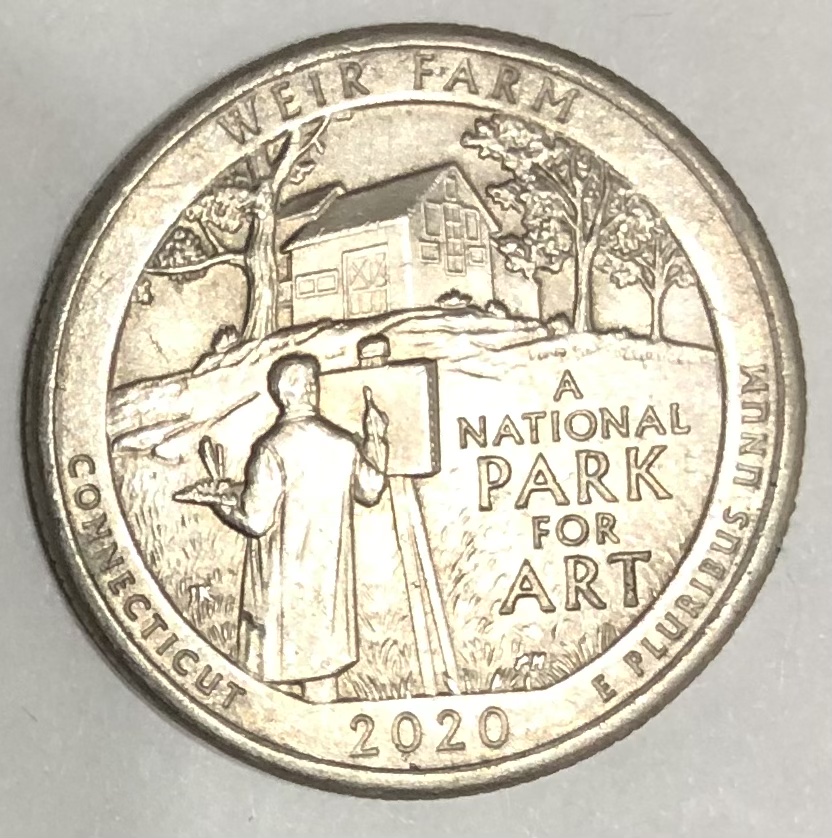 WEIR FARM
A
NATIONAL
PARK
FOR
ART
CONNECTICUT
2020
E PLURIBUS UNUM